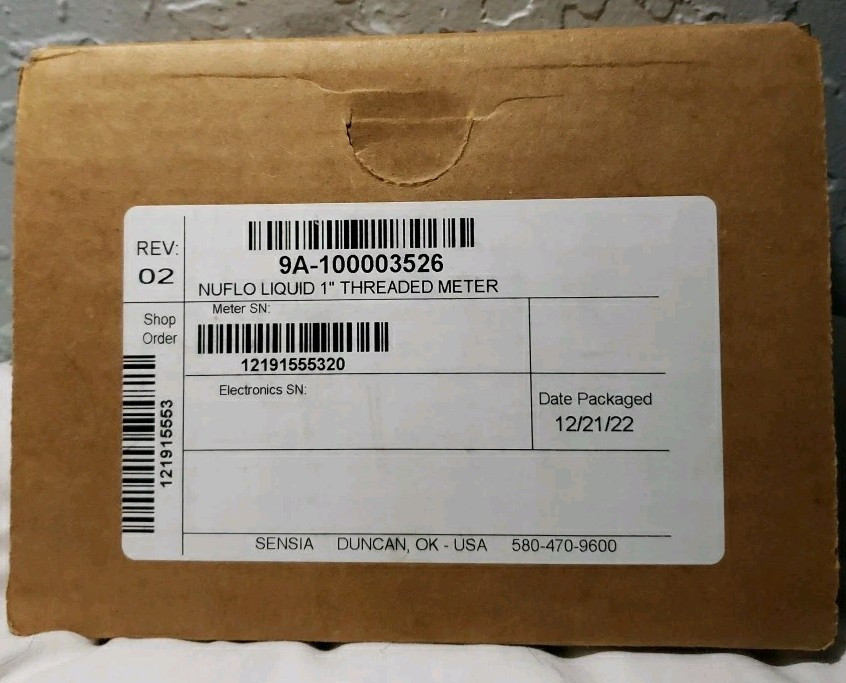 REV:
02
9A-100003526
NUFLO LIQUID 1" THREADED METER
Shop
Order
121915553
Meter SN:
12191555320
Electronics SN:
Date Packaged
12/21/22
SENSIA DUNCAN, OK - USA 580-470-9600